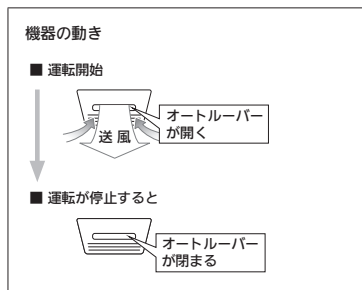 機器の動き
■ 運転開始
オートルーバー
が開く
送風
■ 運転が停止すると
オートルーバー
が閉まる